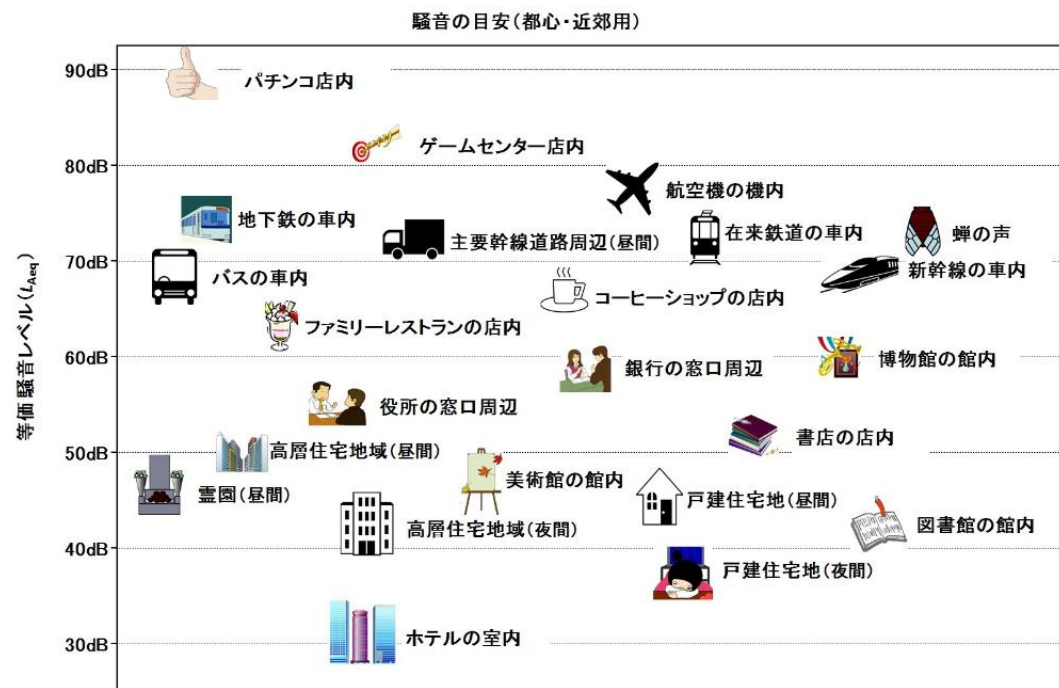 騒音の目安(都心・近郊用)
等価騒音レベル(LAeq)
90dB
パチンコ店内
ゲームセンター店内
80dB
航空機の機内
地下鉄の車内
主要幹線道路周辺(昼間)
在来鉄道の車内
蝉の声
70dB
バスの車内
新幹線の車内
コーヒーショップの店内
ファミリーレストランの店内
60dB
銀行の窓口周辺
博物館の館内
役所の窓口周辺
書店の店内
50dB
高層住宅地域(昼間)
霊園(昼間)
美術館の館内
戸建住宅地(昼間)
高層住宅地域(夜間)
図書館の館内
40dB
戸建住宅地(夜間)
ホテルの室内
30dB